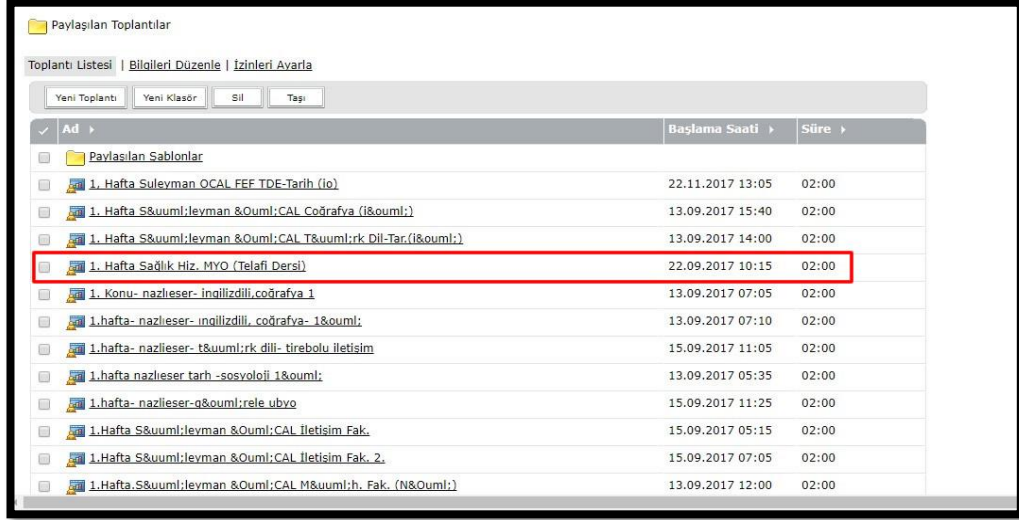 Paylaşılan Toplantılar
Toplantı Listesi | Bilgileri Düzenle | İzinleri Ayarla
Yeni Toplantı Yeni Klasör Sil Taşı
Ad Başlama Saati Süre
Paylaşılan Şablonlar
1. Hafta Suleyman OCAL FEF TDE-Tarih (io) 22.11.2017 13:05 02:00
1. Hafta S&uuml;leyman &Ouml;CAL Coğrafya (i&ouml;) 13.09.2017 15:40 02:00
1. Hafta S&uuml;leyman &Ouml;CAL T&uuml;rk Dil-Tar.(i&ouml;) 13.09.2017 14:00 02:00
1. Hafta Sağlık Hiz. MYO (Telafi Dersi) 22.09.2017 10:15 02:00
1. Konu- nazlıeser- ingilizdili,coğrafya 1 13.09.2017 07:05 02:00
1.hafta- nazlıeser- ıngilizdili, coğrafya- 1&ouml; 13.09.2017 07:10 02:00
1.hafta- nazlieser- t&uuml;rk dili- tirebolu iletisim 15.09.2017 11:05 02:00
1.hafta nazlıeser tarh -sosyoloji 1&ouml; 13.09.2017 05:35 02:00
1.hafta- nazlieser-g&ouml;rele ubyo 15.09.2017 11:25 02:00
1.Hafta S&uuml;leyman &Ouml;CAL İletişim Fak. 15.09.2017 05:15 02:00
1.Hafta S&uuml;leyman &Ouml;CAL İletişim Fak. 2. 15.09.2017 07:05 02:00
1.Hafta.S&uuml;leyman &Ouml;CAL M&uuml;h. Fak. (N&Ouml;) 13.09.2017 12:00 02:00